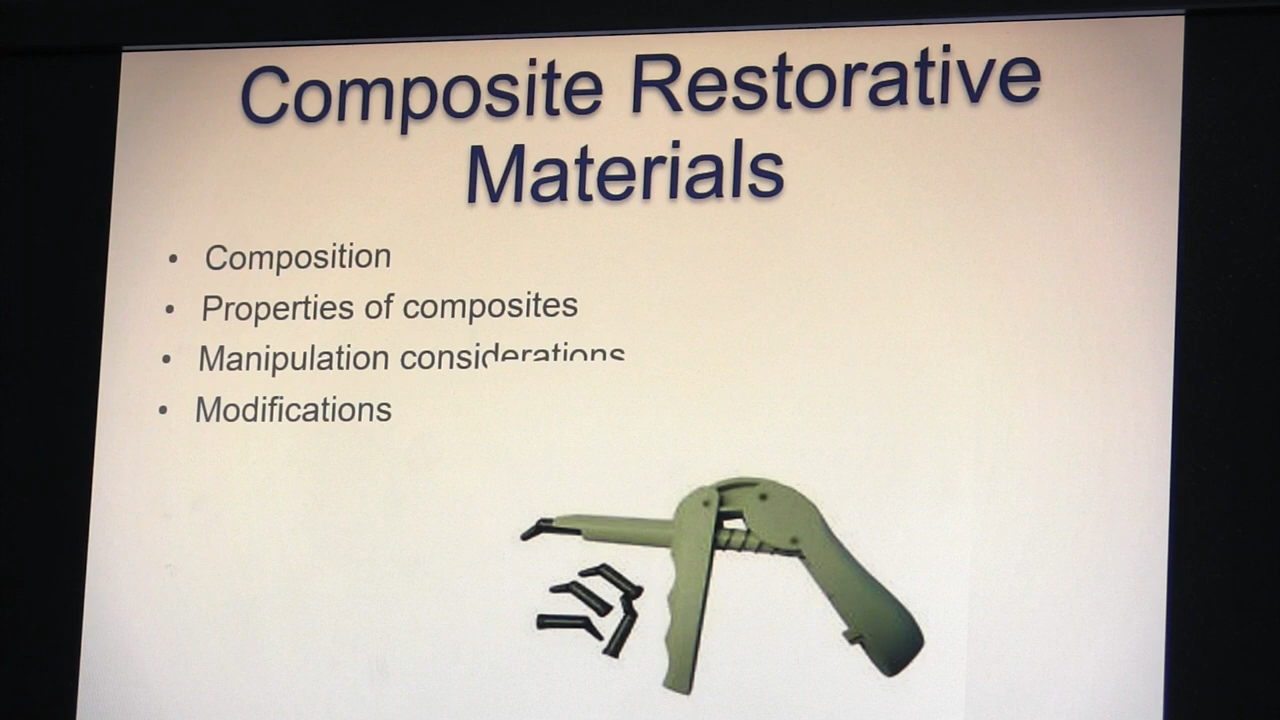 Composite Restorative
Materials
• Composition
• Properties of composites
• Manipulation considerations
• Modifications